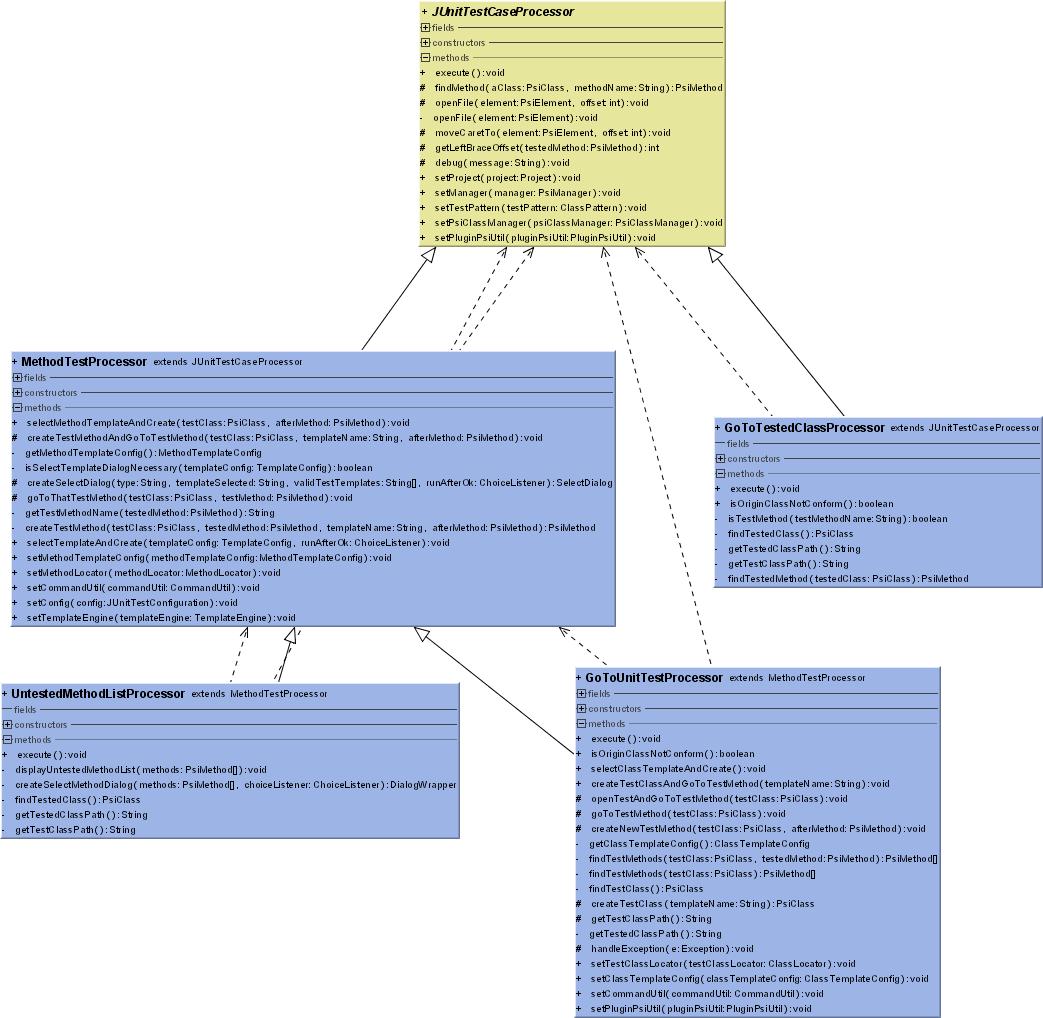 + JUnitTestCaseProcessor
fields
constructors
methods
+ execute():void
# findMethod(aClass:PsiClass, methodName:String):PsiMethod
# openFile(element:PsiElement, offset:int):void
- openFile(element:PsiElement):void
# moveCaretTo(element:PsiElement, offset:int):void
# getLeftBraceOffset(testedMethod:PsiMethod):int
# debug(message:String):void
+ setProject(project:Project):void
+ setManager(manager:PsiManager):void
+ setTestPattern(testPattern:ClassPattern):void
+ setPsiClassManager(psiClassManager:PsiClassManager):void
+ setPluginPsiUtil(pluginPsiUtil:PluginPsiUtil):void
+ MethodTestProcessor extends JUnitTestCaseProcessor
fields
constructors
methods
+ selectMethodTemplateAndCreate(testClass:PsiClass, afterMethod:PsiMethod):void
# createTestMethodAndGoToTestMethod(testClass:PsiClass, templateName:String, afterMethod:PsiMethod):void
- getMethodTemplateConfig():MethodTemplateConfig
- isSelectTemplateDialogNecessary(templateConfig:TemplateConfig):boolean
# createSelectDialog(type:String, templateSelected:String, validTestTemplates:String[], runAfterOk:ChoiceListener):SelectDialog
# goToThatTestMethod(testClass:PsiClass, testMethod:PsiMethod):void
- getTestMethodName(testedMethod:PsiMethod):String
- createTestMethod(testClass:PsiClass, testedMethod:PsiMethod, templateName:String, afterMethod:PsiMethod):PsiMethod
+ selectTemplateAndCreate(templateConfig:TemplateConfig, runAfterOk:ChoiceListener):void
+ setMethodTemplateConfig(methodTemplateConfig:MethodTemplateConfig):void
+ setMethodLocator(methodLocator:MethodLocator):void
+ setCommandUtil(commandUtil:CommandUtil):void
+ setConfig(config:JUnitTestConfiguration):void
+ setTemplateEngine(templateEngine:TemplateEngine):void
+ GoToTestedClassProcessor extends JUnitTestCaseProcessor
fields
constructors
methods
+ execute():void
+ isOriginClassNotConform():boolean
- isTestMethod(testMethodName:String):boolean
- findTestedClass():PsiClass
- getTestedClassPath():String
- getTestClassPath():String
- findTestedMethod(testedClass:PsiClass):PsiMethod
+ UntestedMethodListProcessor extends MethodTestProcessor
fields
constructors
methods
+ execute():void
- displayUntestedMethodList(methods:PsiMethod[]):void
- createSelectMethodDialog(methods:PsiMethod[], choiceListener:ChoiceListener):DialogWrapper
- findTestedClass():PsiClass
- getTestedClassPath():String
- getTestClassPath():String
+ GoToUnitTestProcessor extends MethodTestProcessor
fields
constructors
methods
+ execute():void
+ isOriginClassNotConform():boolean
+ selectClassTemplateAndCreate():void
+ createTestClassAndGoToTestMethod(templateName:String):void
# openTestAndGoToTestMethod(testClass:PsiClass):void
# goToTestMethod(testClass:PsiClass):void
# createNewTestMethod(testClass:PsiClass, afterMethod:PsiMethod):void
- getClassTemplateConfig():ClassTemplateConfig
- findTestMethods(testClass:PsiClass, testedMethod:PsiMethod):PsiMethod[]
- findTestMethods(testClass:PsiClass):PsiMethod[]
- findTestClass():PsiClass
# createTestClass(templateName:String):PsiClass
# getTestClassPath():String
- getTestedClassPath():String
# handleException(e:Exception):void
+ setTestClassLocator(testClassLocator:ClassLocator):void
+ setClassTemplateConfig(classTemplateConfig:ClassTemplateConfig):void
+ setCommandUtil(commandUtil:CommandUtil):void
+ setPluginPsiUtil(pluginPsiUtil:PluginPsiUtil):void